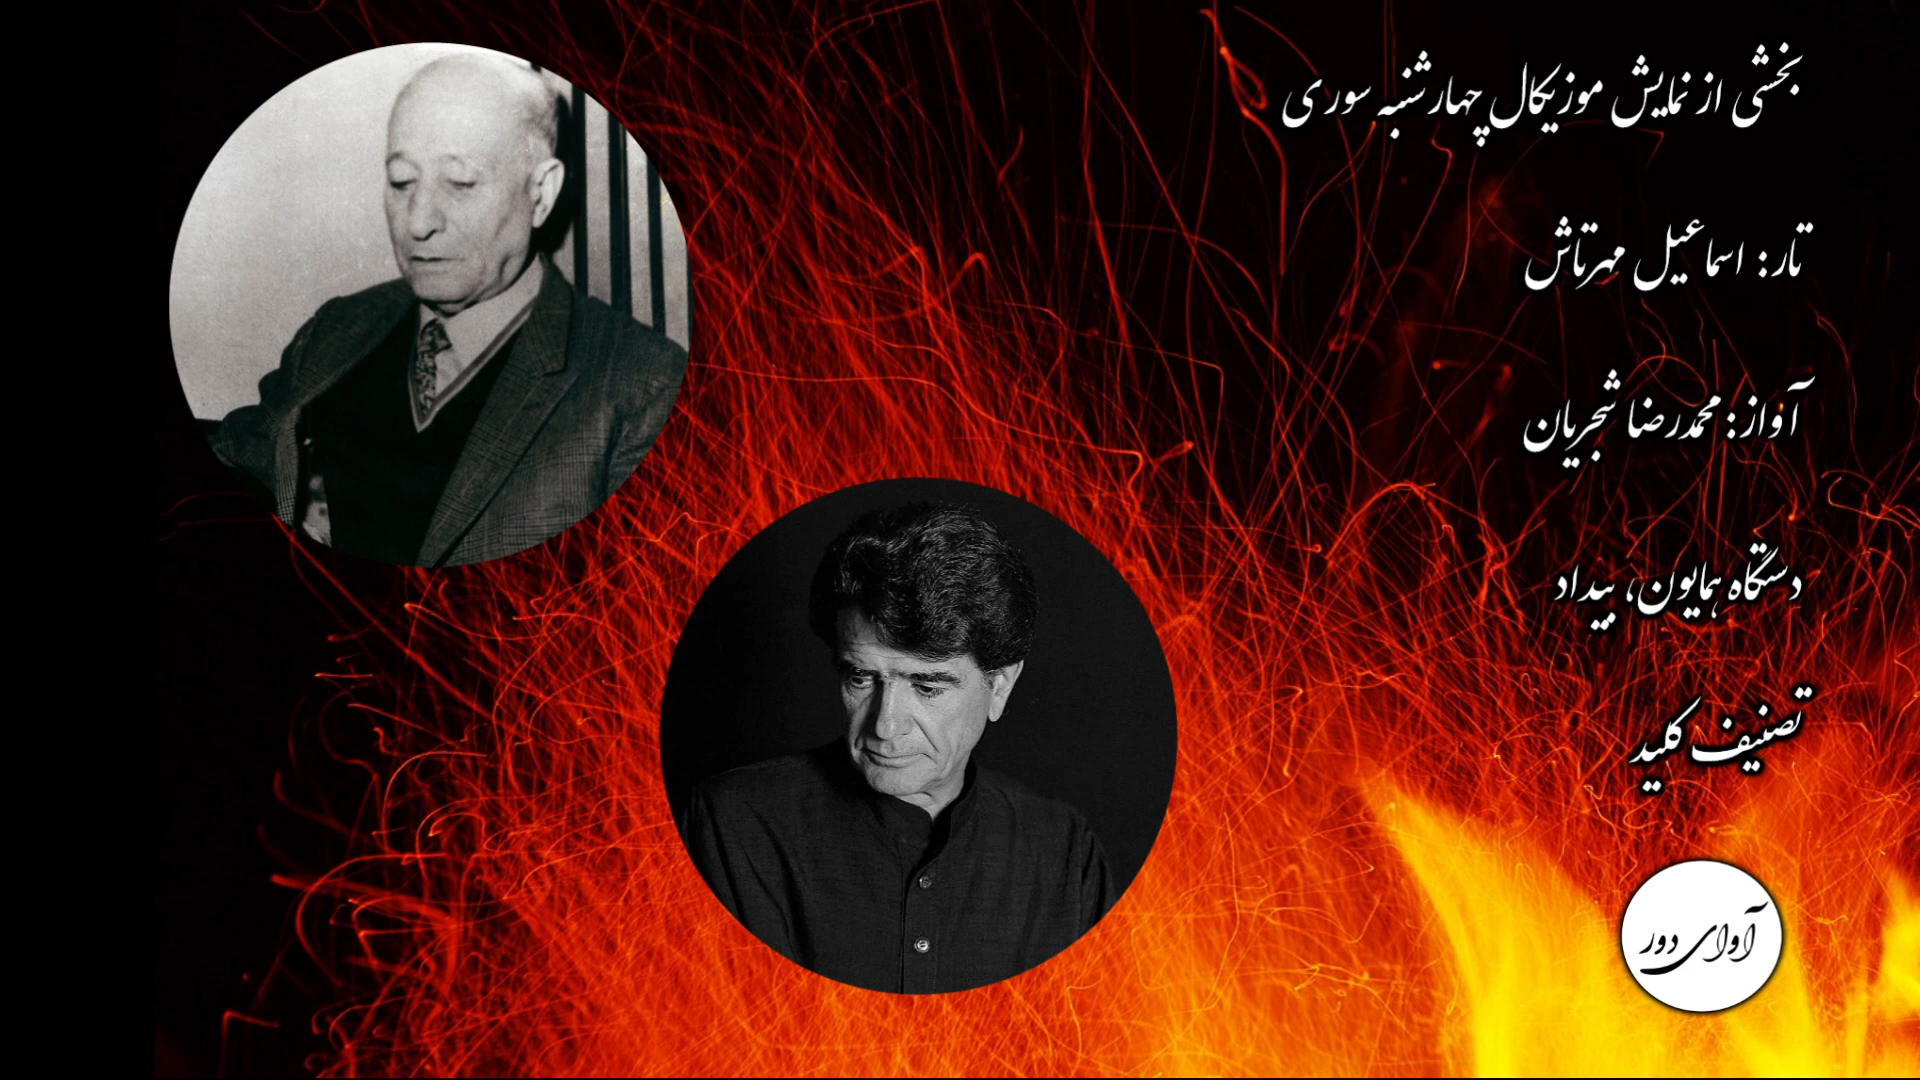 بخشی از نمایش موزیکال چهارشنبه سوری
تار: اسماعیل مهرتاش
آواز: محمدرضا شجریان
دستگاه همایون، بیداد
تصنیف کلید
آوای دور